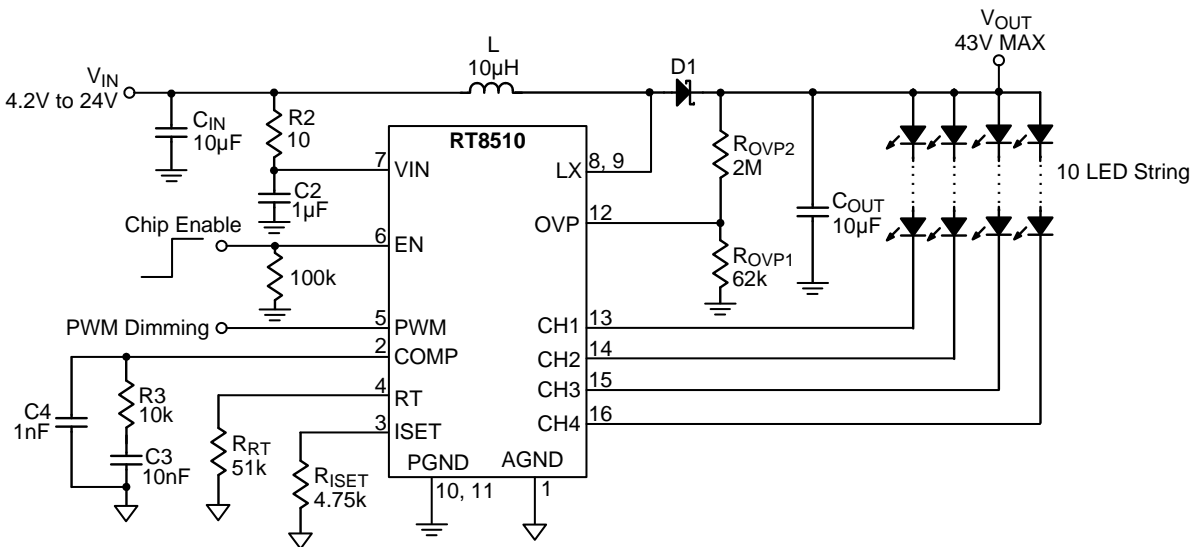 VOUT
43V MAX
L
10µH
D1
VIN
4.2V to 24V
CIN
10µF
R2
10
RT8510
7
VIN
LX
8, 9
ROVP2
2M
10 LED String
C2
1µF
OVP
12
COUT
10µF
Chip Enable
6
EN
100k
ROVP1
62k
PWM Dimming
5
PWM
CH1
13
2
COMP
CH2
14
R3
10k
4
RT
CH3
15
C4
1nF
3
ISET
CH4
16
C3
10nF
RRT
51k
RISET
4.75k
PGND
AGND
10, 11
1